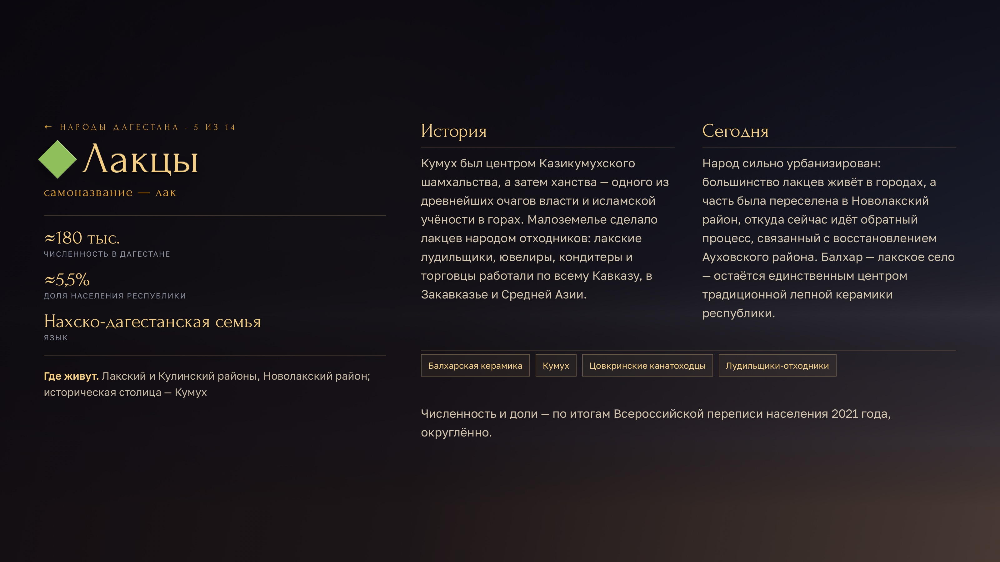 ← НАРОДЫ ДАГЕСТАНА · 5 ИЗ 14
Лакцы
самоназвание — лак
≈180 тыс.
ЧИСЛЕННОСТЬ В ДАГЕСТАНЕ
≈5,5%
ДОЛЯ НАСЕЛЕНИЯ РЕСПУБЛИКИ
Нахско-дагестанская семья
ЯЗЫК
Где живут. Лакский и Кулинский районы, Новолакский район;
историческая столица — Кумух
История
Кумух был центром Казикумухского
шамхальства, а затем ханства — одного из
древнейших очагов власти и исламской
учёности в горах. Малоземелье сделало
лакцев народом отходников: лакские
лудильщики, ювелиры, кондитеры и
торговцы работали по всему Кавказу, в
Закавказье и Средней Азии.
Сегодня
Народ сильно урбанизирован:
большинство лакцев живёт в городах, а
часть была переселена в Новолакский
район, откуда сейчас идёт обратный
процесс, связанный с восстановлением
Ауховского района. Балхар — лакское село
— остаётся единственным центром
традиционной лепной керамики
республики.
Балхарская керамика
Кумух
Цовкринские канатоходцы
Лудильщики-отходники
Численность и доли — по итогам Всероссийской переписи населения 2021 года,
округлённо.